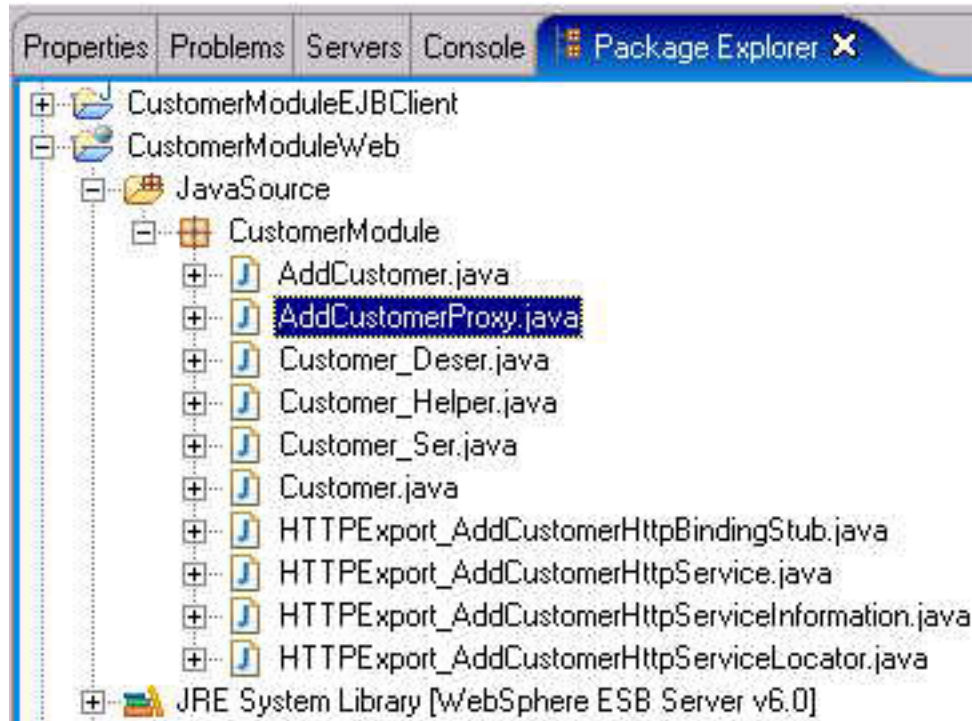 Properties Problems Servers Console Package Explorer
CustomerModuleEJBClient
CustomerModuleWeb
JavaSource
CustomerModule
AddCustomer.java
AddCustomerProxy.java
Customer_Deser.java
Customer_Helper.java
Customer_Ser.java
Customer.java
HTTPExport_AddCustomerHttpBindingStub.java
HTTPExport_AddCustomerHttpService.java
HTTPExport_AddCustomerHttpServiceInformation.java
HTTPExport_AddCustomerHttpServiceLocator.java
JRE System Library [WebSphere ESB Server v6.0]